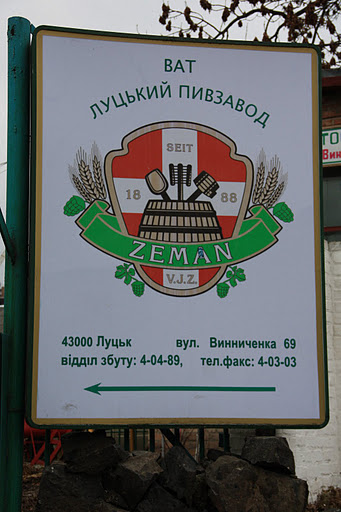 ВАТ
ЛУЦЬКИЙ ПИВЗАВОД
SEIT
18 88
ZEMAN
V.J.Z.
43000 Луцьк вул. Винниченка 69
відділ збуту: 4-04-89, тел.факс: 4-03-03